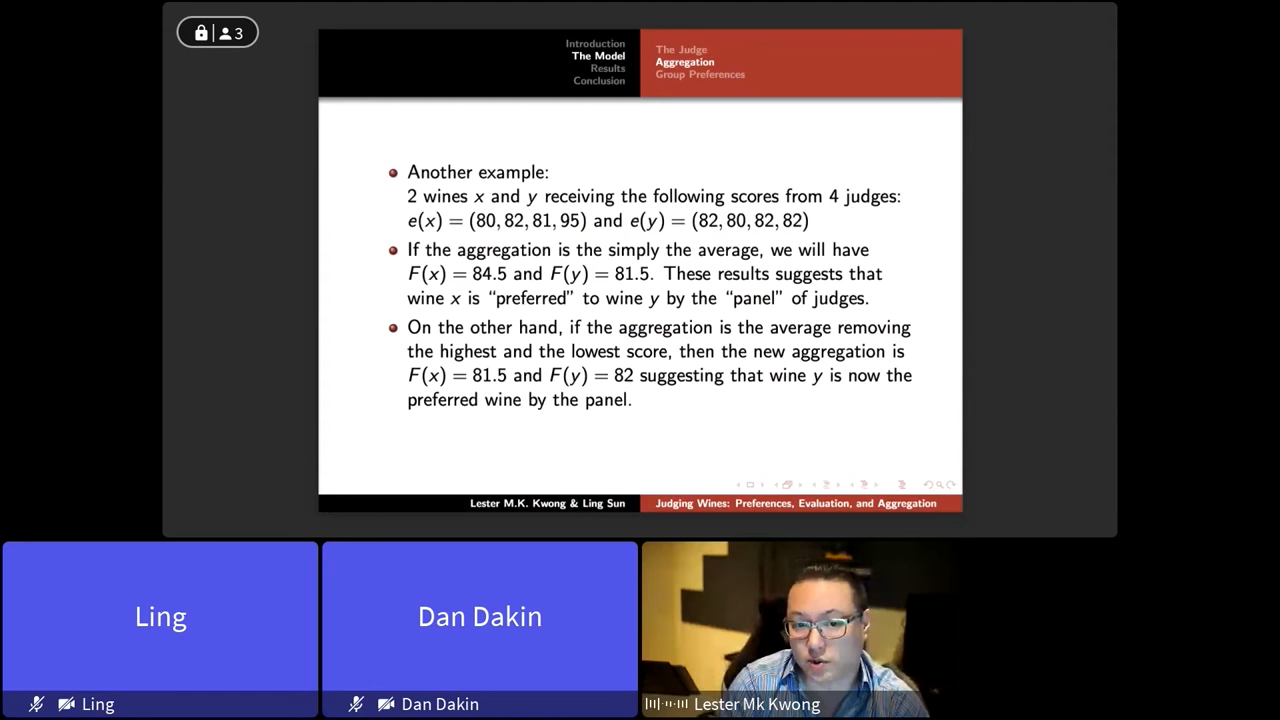 3
Introduction
The Model
Results
Conclusion
The Judge
Aggregation
Group Preferences
Another example:
2 wines x and y receiving the following scores from 4 judges:
e(x) = (80, 82, 81, 95) and e(y) = (82, 80, 82, 82)
If the aggregation is the simply the average, we will have
F(x) = 84.5 and F(y) = 81.5. These results suggests that
wine x is “preferred” to wine y by the “panel” of judges.
On the other hand, if the aggregation is the average removing
the highest and the lowest score, then the new aggregation is
F(x) = 81.5 and F(y) = 82 suggesting that wine y is now the
preferred wine by the panel.
Lester M.K. Kwong & Ling Sun
Judging Wines: Preferences, Evaluation, and Aggregation
Ling
Dan Dakin
Ling
Dan Dakin
Lester Mk Kwong